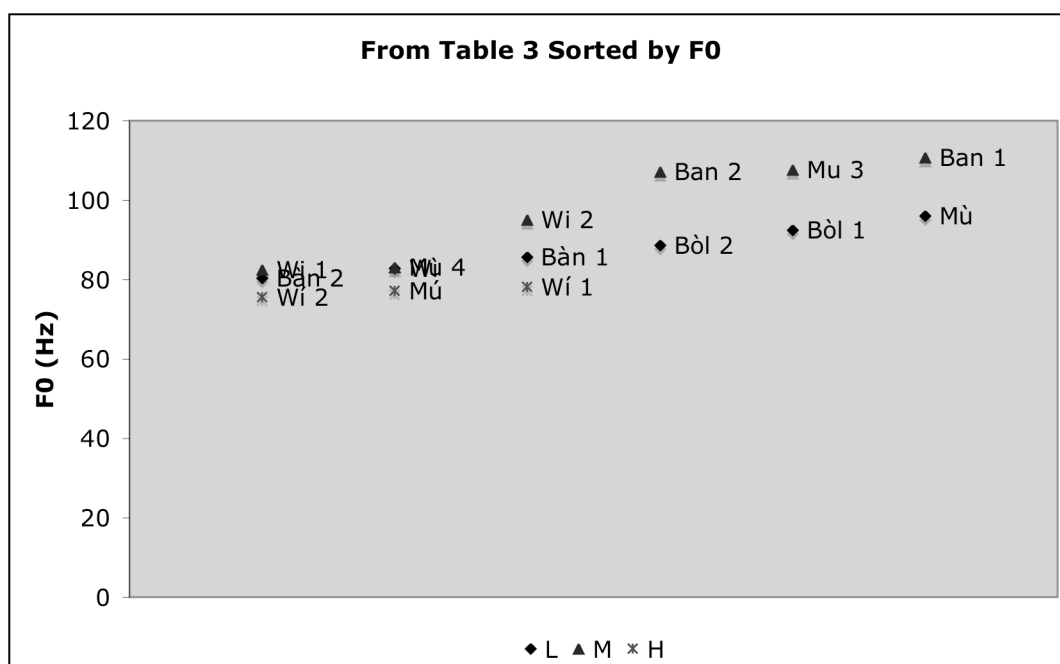 From Table 3 Sorted by F0
F0 (Hz)
120
100
80
60
40
20
0
Ban 1
Mu 3
Ban 2
Wi 2
Mù
Bòl 1
Bòl 2
Bàn 1
Wi 1
Bàn 2
Wí 2
Mù 4
Wi
Mú
Wí 1
L M H